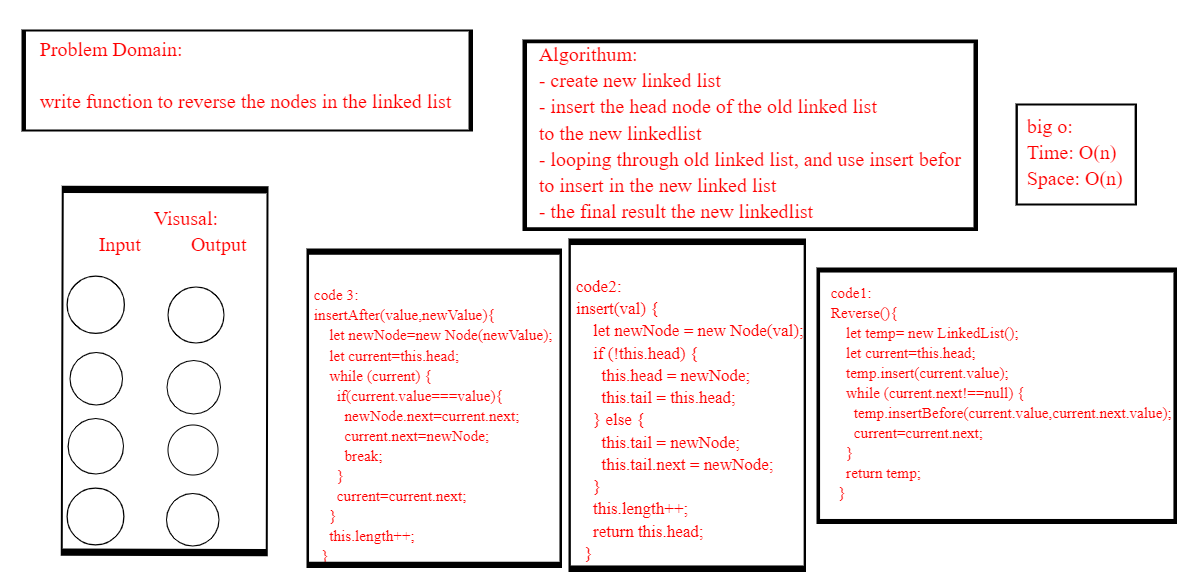 Problem Domain:
write function to reverse the nodes in the linked list
Algorithum:
- create new linked list
- insert the head node of the old linked list
to the new linkedlist
- looping through old linked list, and use insert befor
to insert in the new linked list
- the final result the new linkedlist
big o:
Time: O(n)
Space: O(n)
Visusal:
Input Output
code 3:
insertAfter(value,newValue){
let newNode=new Node(newValue);
let current=this.head;
while (current) {
if(current.value===value){
newNode.next=current.next;
current.next=newNode;
break;
}
current=current.next;
}
this.length++;
}
code2:
insert(val) {
let newNode = new Node(val);
if (!this.head) {
this.head = newNode;
this.tail = this.head;
} else {
this.tail = newNode;
this.tail.next = newNode;
}
this.length++;
return this.head;
}
code1:
Reverse(){
let temp= new LinkedList();
let current=this.head;
temp.insert(current.value);
while (current.next!==null) {
temp.insertBefore(current.value,current.next.value);
current=current.next;
}
return temp;
}